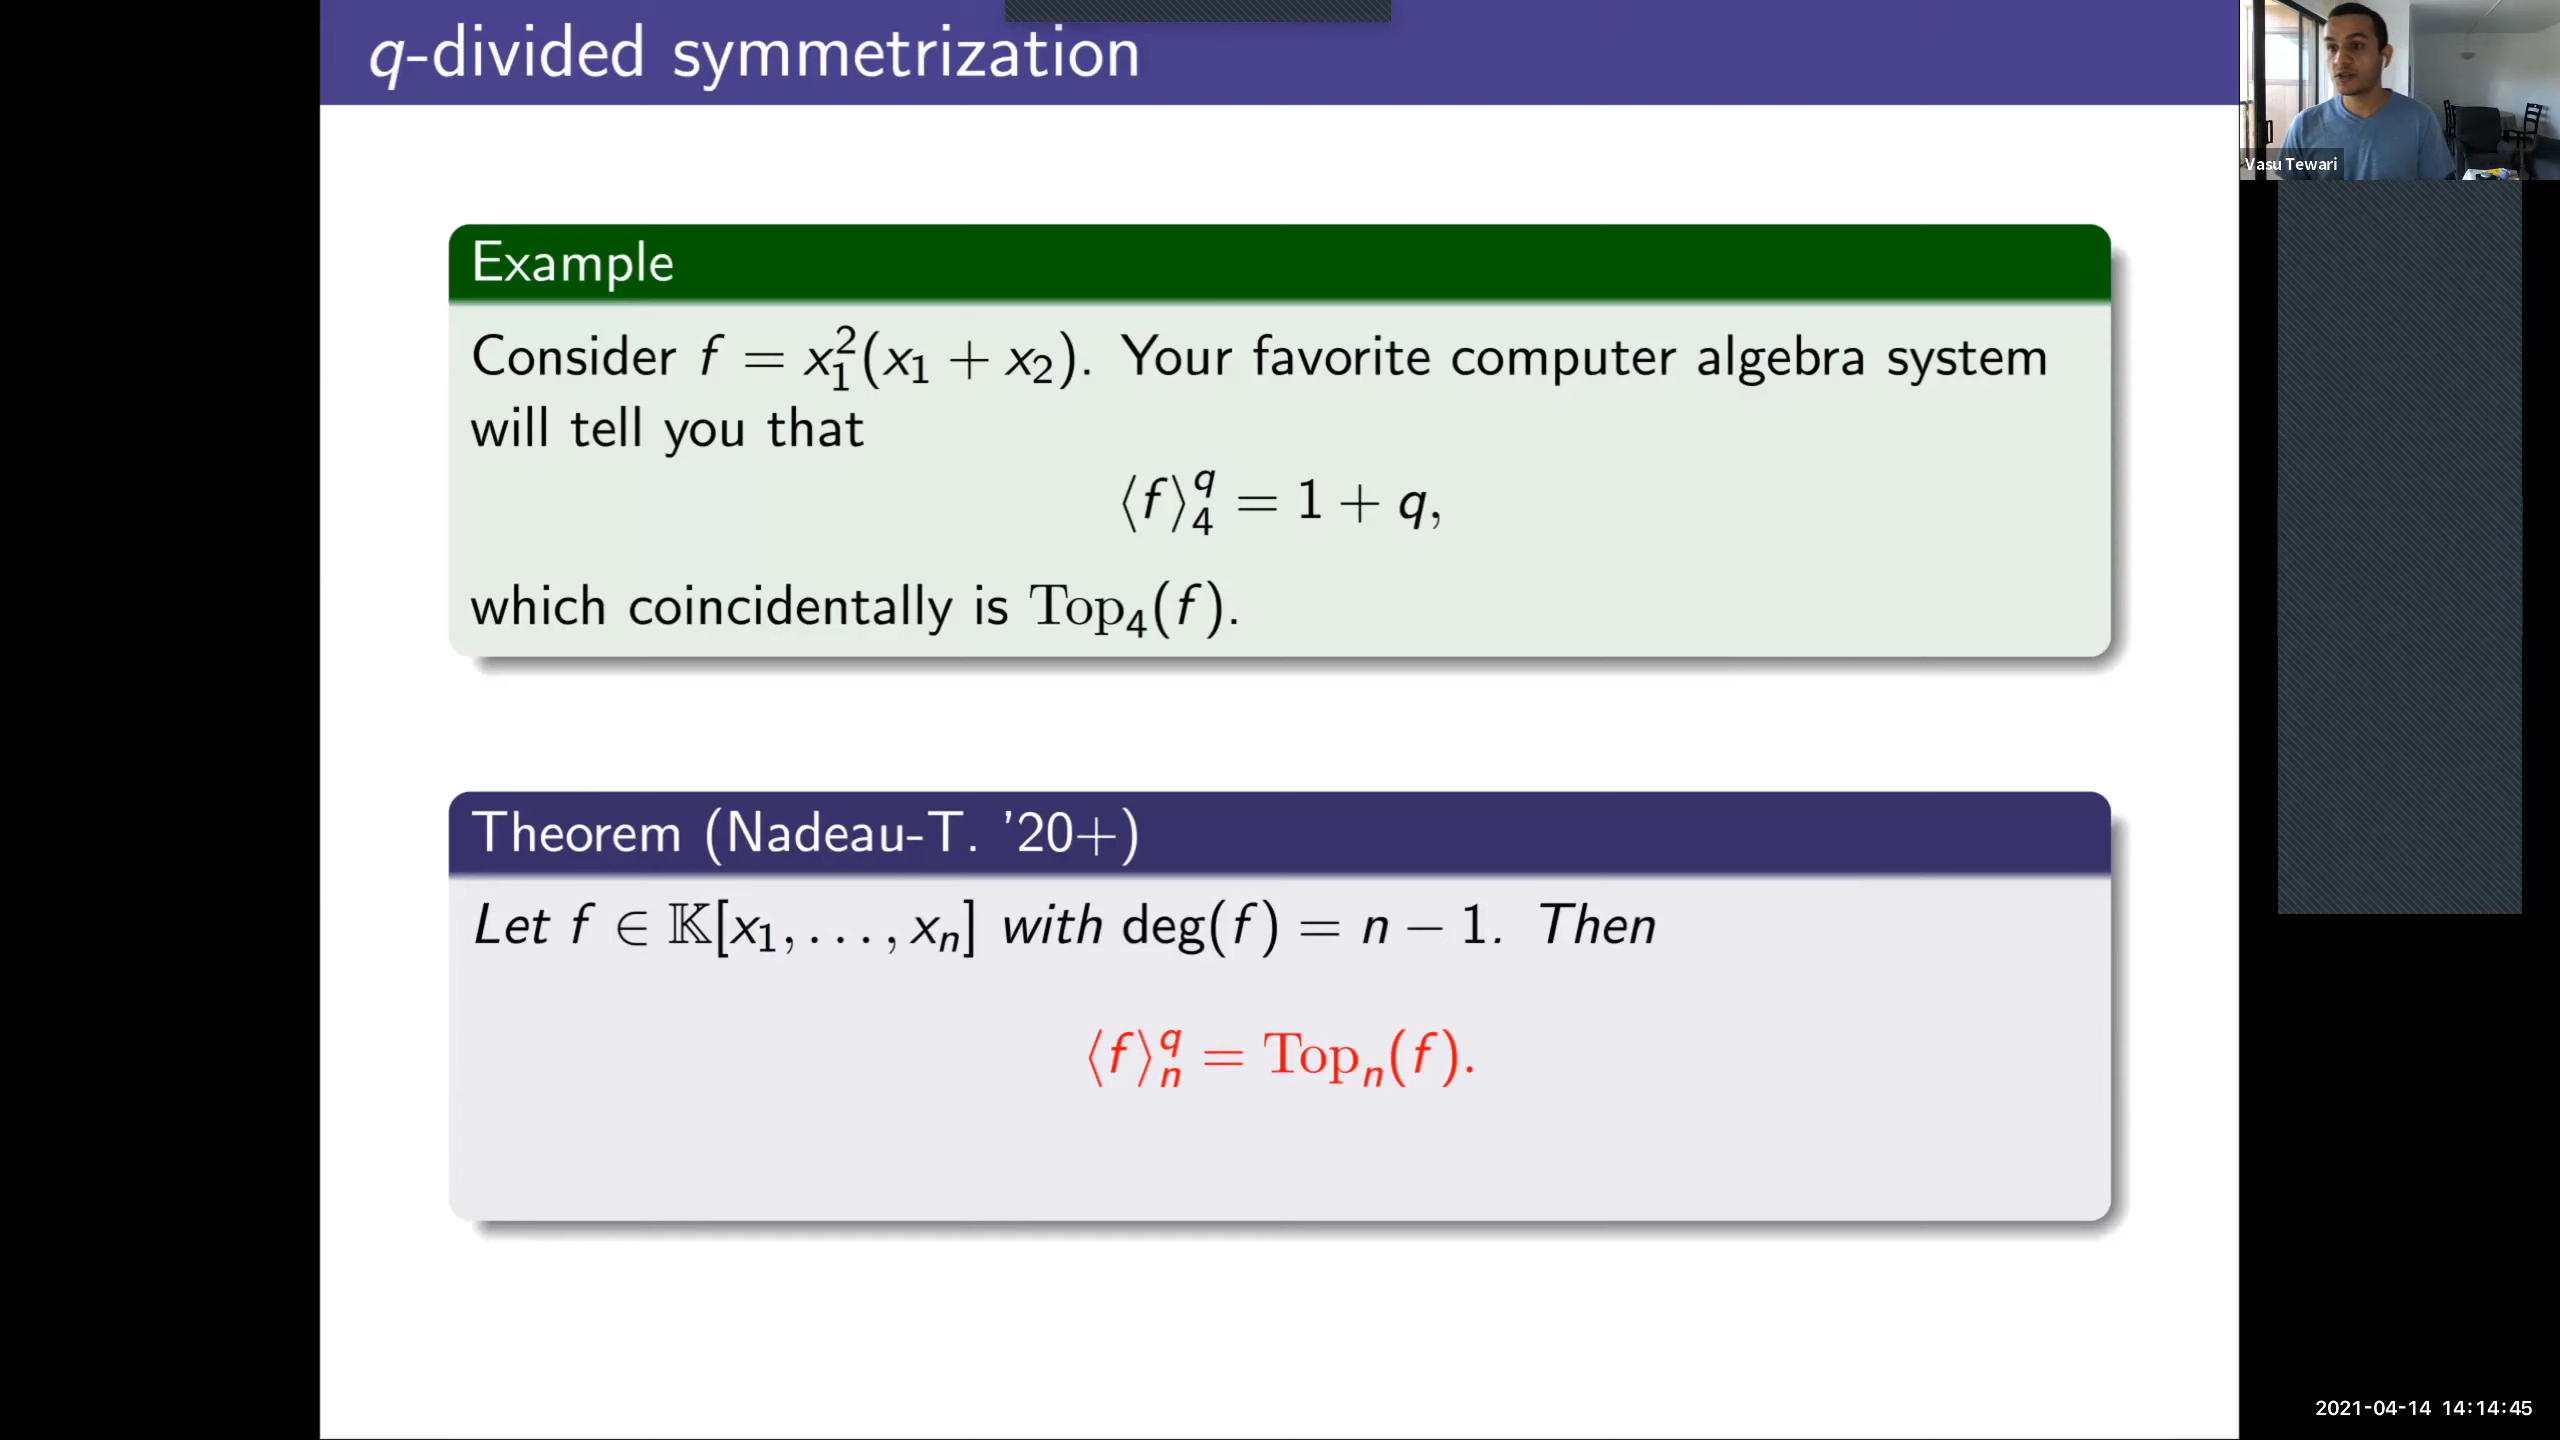 q-divided symmetrization
Vasu Tewari
Example
Consider f = x₁²(x₁ + x₂). Your favorite computer algebra system
will tell you that
⟨f⟩₄^q = 1 + q,
which coincidentally is Top₄(f).
Theorem (Nadeau-T. ’20+)
Let f ∈ 𝕂[x₁, . . . , xₙ] with deg(f) = n − 1. Then
⟨f⟩ₙ^q = Topₙ(f).
2021-04-14 14:14:45